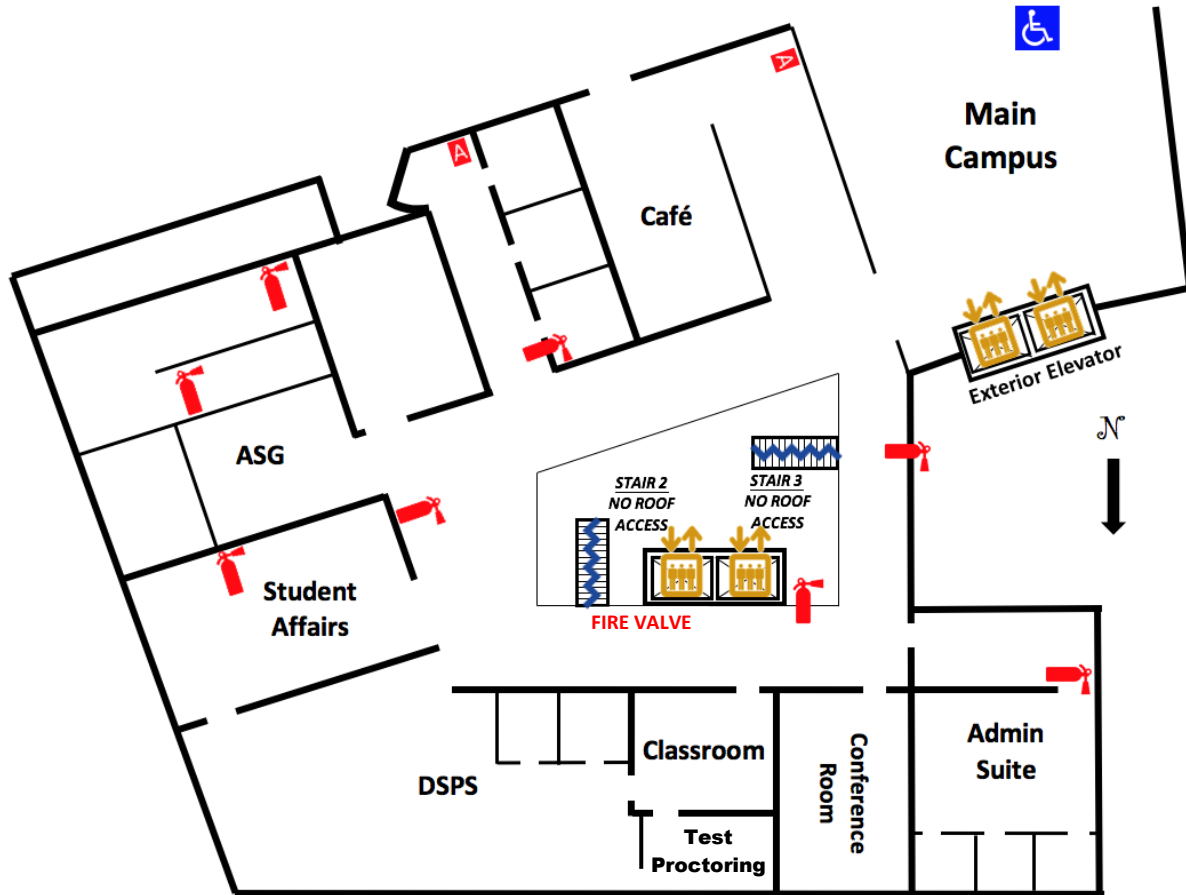 A
A
Main
Campus
Café
Exterior Elevator
N
ASG
STAIR 2
NO ROOF
ACCESS
STAIR 3
NO ROOF
ACCESS
Student
Affairs
FIRE VALVE
Classroom
Conference
Room
Admin
Suite
DSPS
Test
Proctoring